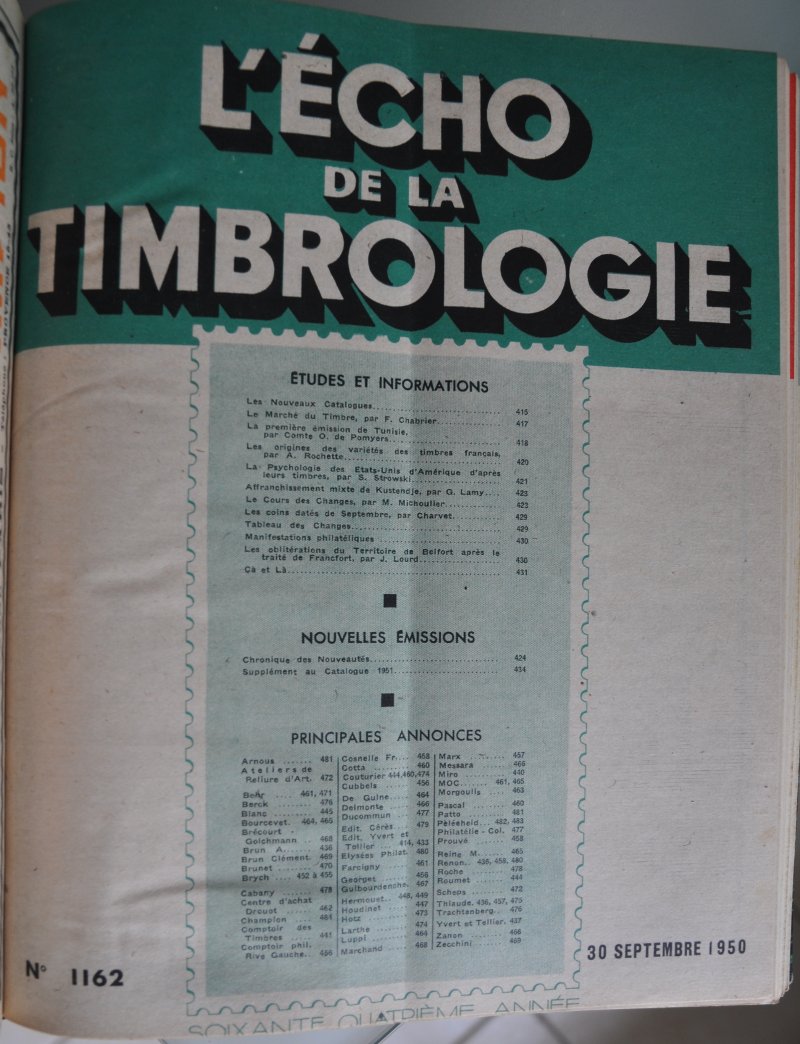 L'ÉCHO
DE LA
TIMBROLOGIE
ÉTUDES ET INFORMATIONS
Les Nouveaux Catalogues 415
Le Marché du Timbre, par F. Chabrier 417
La première émission de Tunisie,
par Comte O. de Pomyers 418
Les origines des variétés des timbres français,
par A. Rochette 420
La Psychologie des Etats-Unis d'Amérique d'après
leurs timbres, par S. Strowski 421
Affranchissement mixte de Kustendje, par G. Lamy 423
Le Cours des Changes, par M. Michoulier 423
Les coins datés de Septembre, par Charvet 429
Tableau des Changes 429
Manifestations philatéliques 430
Les oblitérations du Territoire de Belfort après le
traité de Francfort, par J. Lourd 430
Çà et Là 431
NOUVELLES ÉMISSIONS
Chronique des Nouveautés 424
Supplément au Catalogue 1951 434
PRINCIPALES ANNONCES
Arnous 481
Ateliers de
Reliure d'Art. 472
Behr 461, 471
Berck 476
Blanc 445
Bourcevet. 464, 465
Brécourt -
Golchmann 468
Brun A. 456
Brun Clément. 469
Brunet 470
Brych 452 à 455
Cabany 478
Centre d'achat
Drouot 462
Champion 484
Comptoir des
Timbres 441
Comptoir phil.
Rive Gauche. 466
Cosnelle Fr. 468
Cotta 460
Couturier 444, 460, 474
Cubbels 456
De Guine 464
Delmonte 466
Ducommun 477
Edit. Cérès 479
Edit. Yvert et
Tellier 414, 433
Elysées Philat. 480
Farcigny 461
Georget 456
Guibourdenche. 467
Hermouet. 448, 449
Houdinet 447
Hotz 473
Larthe 474
Luppi 464
Marchand 468
Marx 457
Messara 466
Miro 440
MOC 461, 465
Morgoulis 463
Pascal 460
Patto 481
482, 483
Philatélie-Col. 477
Prouvé 458
Reine M. 465
Renon. 436, 458, 480
Roche 478
Roumet 444
Scheps 472
Thiaude. 436, 457, 475
Trachtanberg 476
Yvert et Tellier. 437
Zanon 466
Zecchini 469
N° 1162
30 SEPTEMBRE 1950
SOIXANTE QUATRIÈME ANNÉE